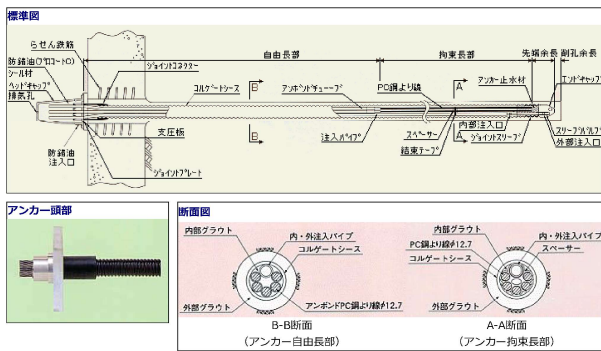 標準図
自由長部
拘束長部
先端余長
削孔余長
らせん鉄筋
防錆油(プロコートO)
シール材
ヘッドキャップ
排気孔
ジョイントコネクター
コルゲートシース
B
アンボンドチューブ
PC鋼より線
A
アンカー止水材
エンドキャップ
支圧板
B
注入パイプ
スペーサー
結束テープ
A
内部注入口
ジョイントスリーブ
スリーブバルブ
外部注入口
防錆油
注入口
ジョイントプレート
アンカー頭部
断面図
内部グラウト
内・外注入パイプ
コルゲートシース
外部グラウト
アンボンドPC鋼より線φ12.7
B-B断面
(アンカー自由長部)
内部グラウト
PC鋼より線φ12.7
コルゲートシース
内・外注入パイプ
スペーサー
外部グラウト
A-A断面
(アンカー拘束長部)